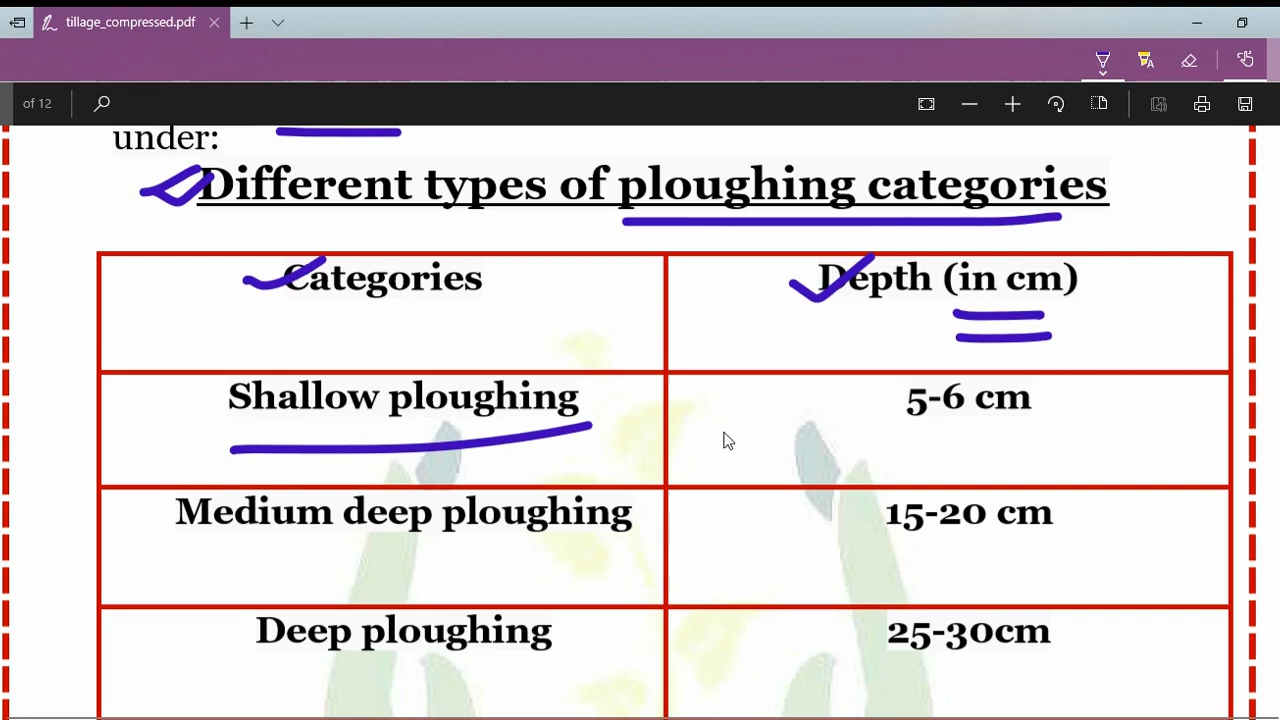 tillage_compressed.pdf
of 12
under:
Different types of ploughing categories
Categories Depth (in cm)
Shallow ploughing 5-6 cm
Medium deep ploughing 15-20 cm
Deep ploughing 25-30cm